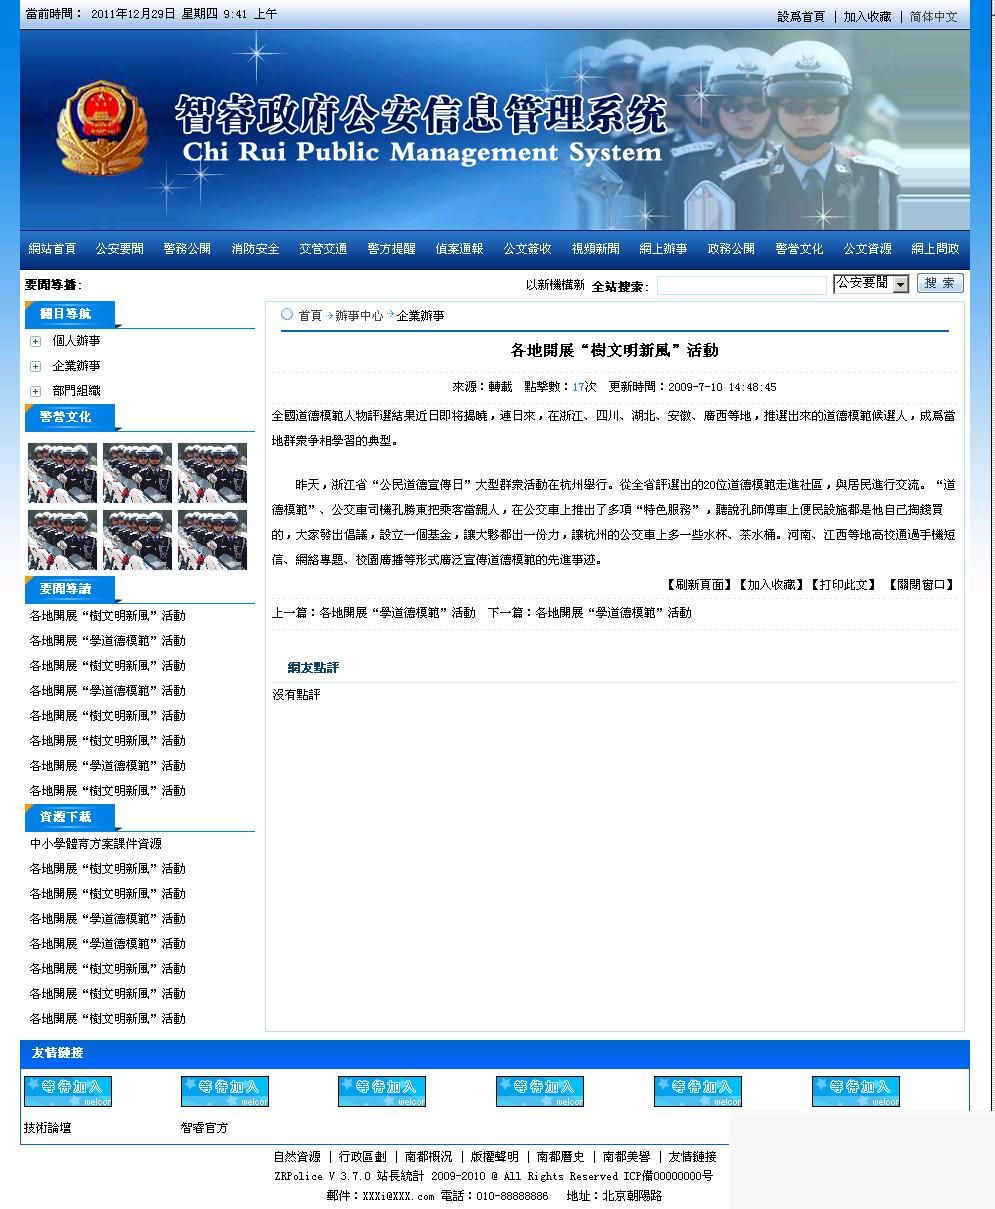 當前時間： 2011年12月29日 星期四 9:41 上午
設爲首頁 | 加入收藏 | 简体中文
智睿政府公安信息管理系统
Chi Rui Public Management System
網站首頁 公安要聞 警務公開 消防安全 交管交通 警方提醒 偵案通報 公文簽收 視頻新聞 網上辦事 政務公開 警營文化 公文資源 網上問政
要聞導播： 以新機構新 全站搜索： 公安要聞 搜 索
欄目導航
個人辦事
企業辦事
部門組織
警營文化
要聞導讀
各地開展“樹文明新風”活動
各地開展“學道德模範”活動
各地開展“樹文明新風”活動
各地開展“學道德模範”活動
各地開展“樹文明新風”活動
各地開展“樹文明新風”活動
各地開展“學道德模範”活動
各地開展“樹文明新風”活動
資源下載
中小學體育方案課件資源
各地開展“樹文明新風”活動
各地開展“樹文明新風”活動
各地開展“學道德模範”活動
各地開展“學道德模範”活動
各地開展“樹文明新風”活動
各地開展“樹文明新風”活動
各地開展“樹文明新風”活動
首頁 辦事中心 企業辦事
各地開展“樹文明新風”活動
來源：轉載 點擊數：17次 更新時間：2009-7-10 14:48:45
全國道德模範人物評選結果近日即将揭曉，連日來，在浙江、四川、湖北、安徽、廣西等地，推選出來的道德模範候選人，成爲當
地群衆争相學習的典型。
昨天，浙江省“公民道德宣傳日”大型群衆活動在杭州舉行。從全省評選出的20位道德模範走進社區，與居民進行交流。“道
德模範”、公交車司機孔勝東把乘客當親人，在公交車上推出了多項“特色服務”，聽說孔師傅車上便民設施都是他自己掏錢買
的，大家發出倡議，設立一個基金，讓大夥都出一份力，讓杭州的公交車上多一些水杯、茶水桶。河南、江西等地高校通過手機短
信、網絡專題、校園廣播等形式廣泛宣傳道德模範的先進事迹。
【刷新頁面】【加入收藏】【打印此文】 【關閉窗口】
上一篇：各地開展“學道德模範”活動 下一篇：各地開展“學道德模範”活動
網友點評
沒有點評
友情鏈接
等待加入 等待加入 等待加入 等待加入 等待加入 等待加入
welcor welcor welcor welcor welcor welcor
技術論壇 智睿官方
自然資源 | 行政區劃 | 南都概況 | 版權聲明 | 南都曆史 | 南都美譽 | 友情鏈接
ZRPolice V 3.7.0 站長統計 2009-2010 @ All Rights Reserved ICP備00000000号
郵件：XXXi@XXX.com 電話：010-88888886 地址：北京朝陽路